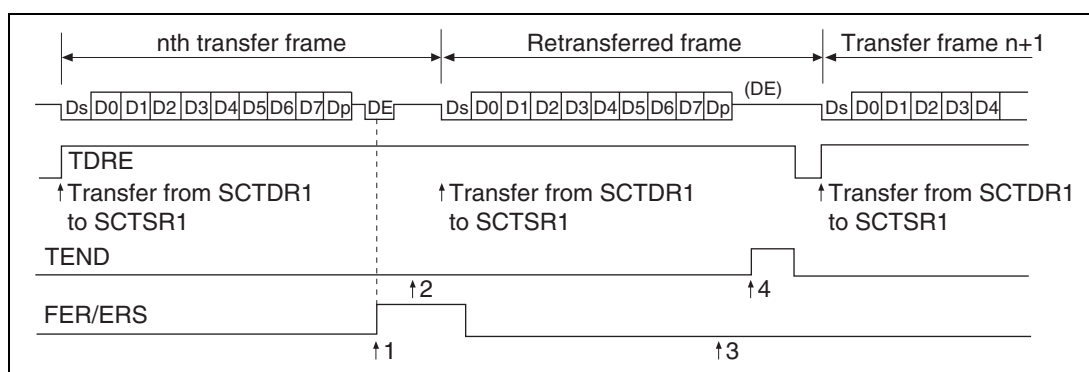 nth transfer frame Retransferred frame Transfer frame n+1
(DE)
Ds D0 D1 D2 D3 D4 D5 D6 D7 Dp DE Ds D0 D1 D2 D3 D4 D5 D6 D7 Dp Ds D0 D1 D2 D3 D4
TDRE
Transfer from SCTDR1 Transfer from SCTDR1 Transfer from SCTDR1
to SCTSR1 to SCTSR1 to SCTSR1
TEND
2 4
FER/ERS
1 3